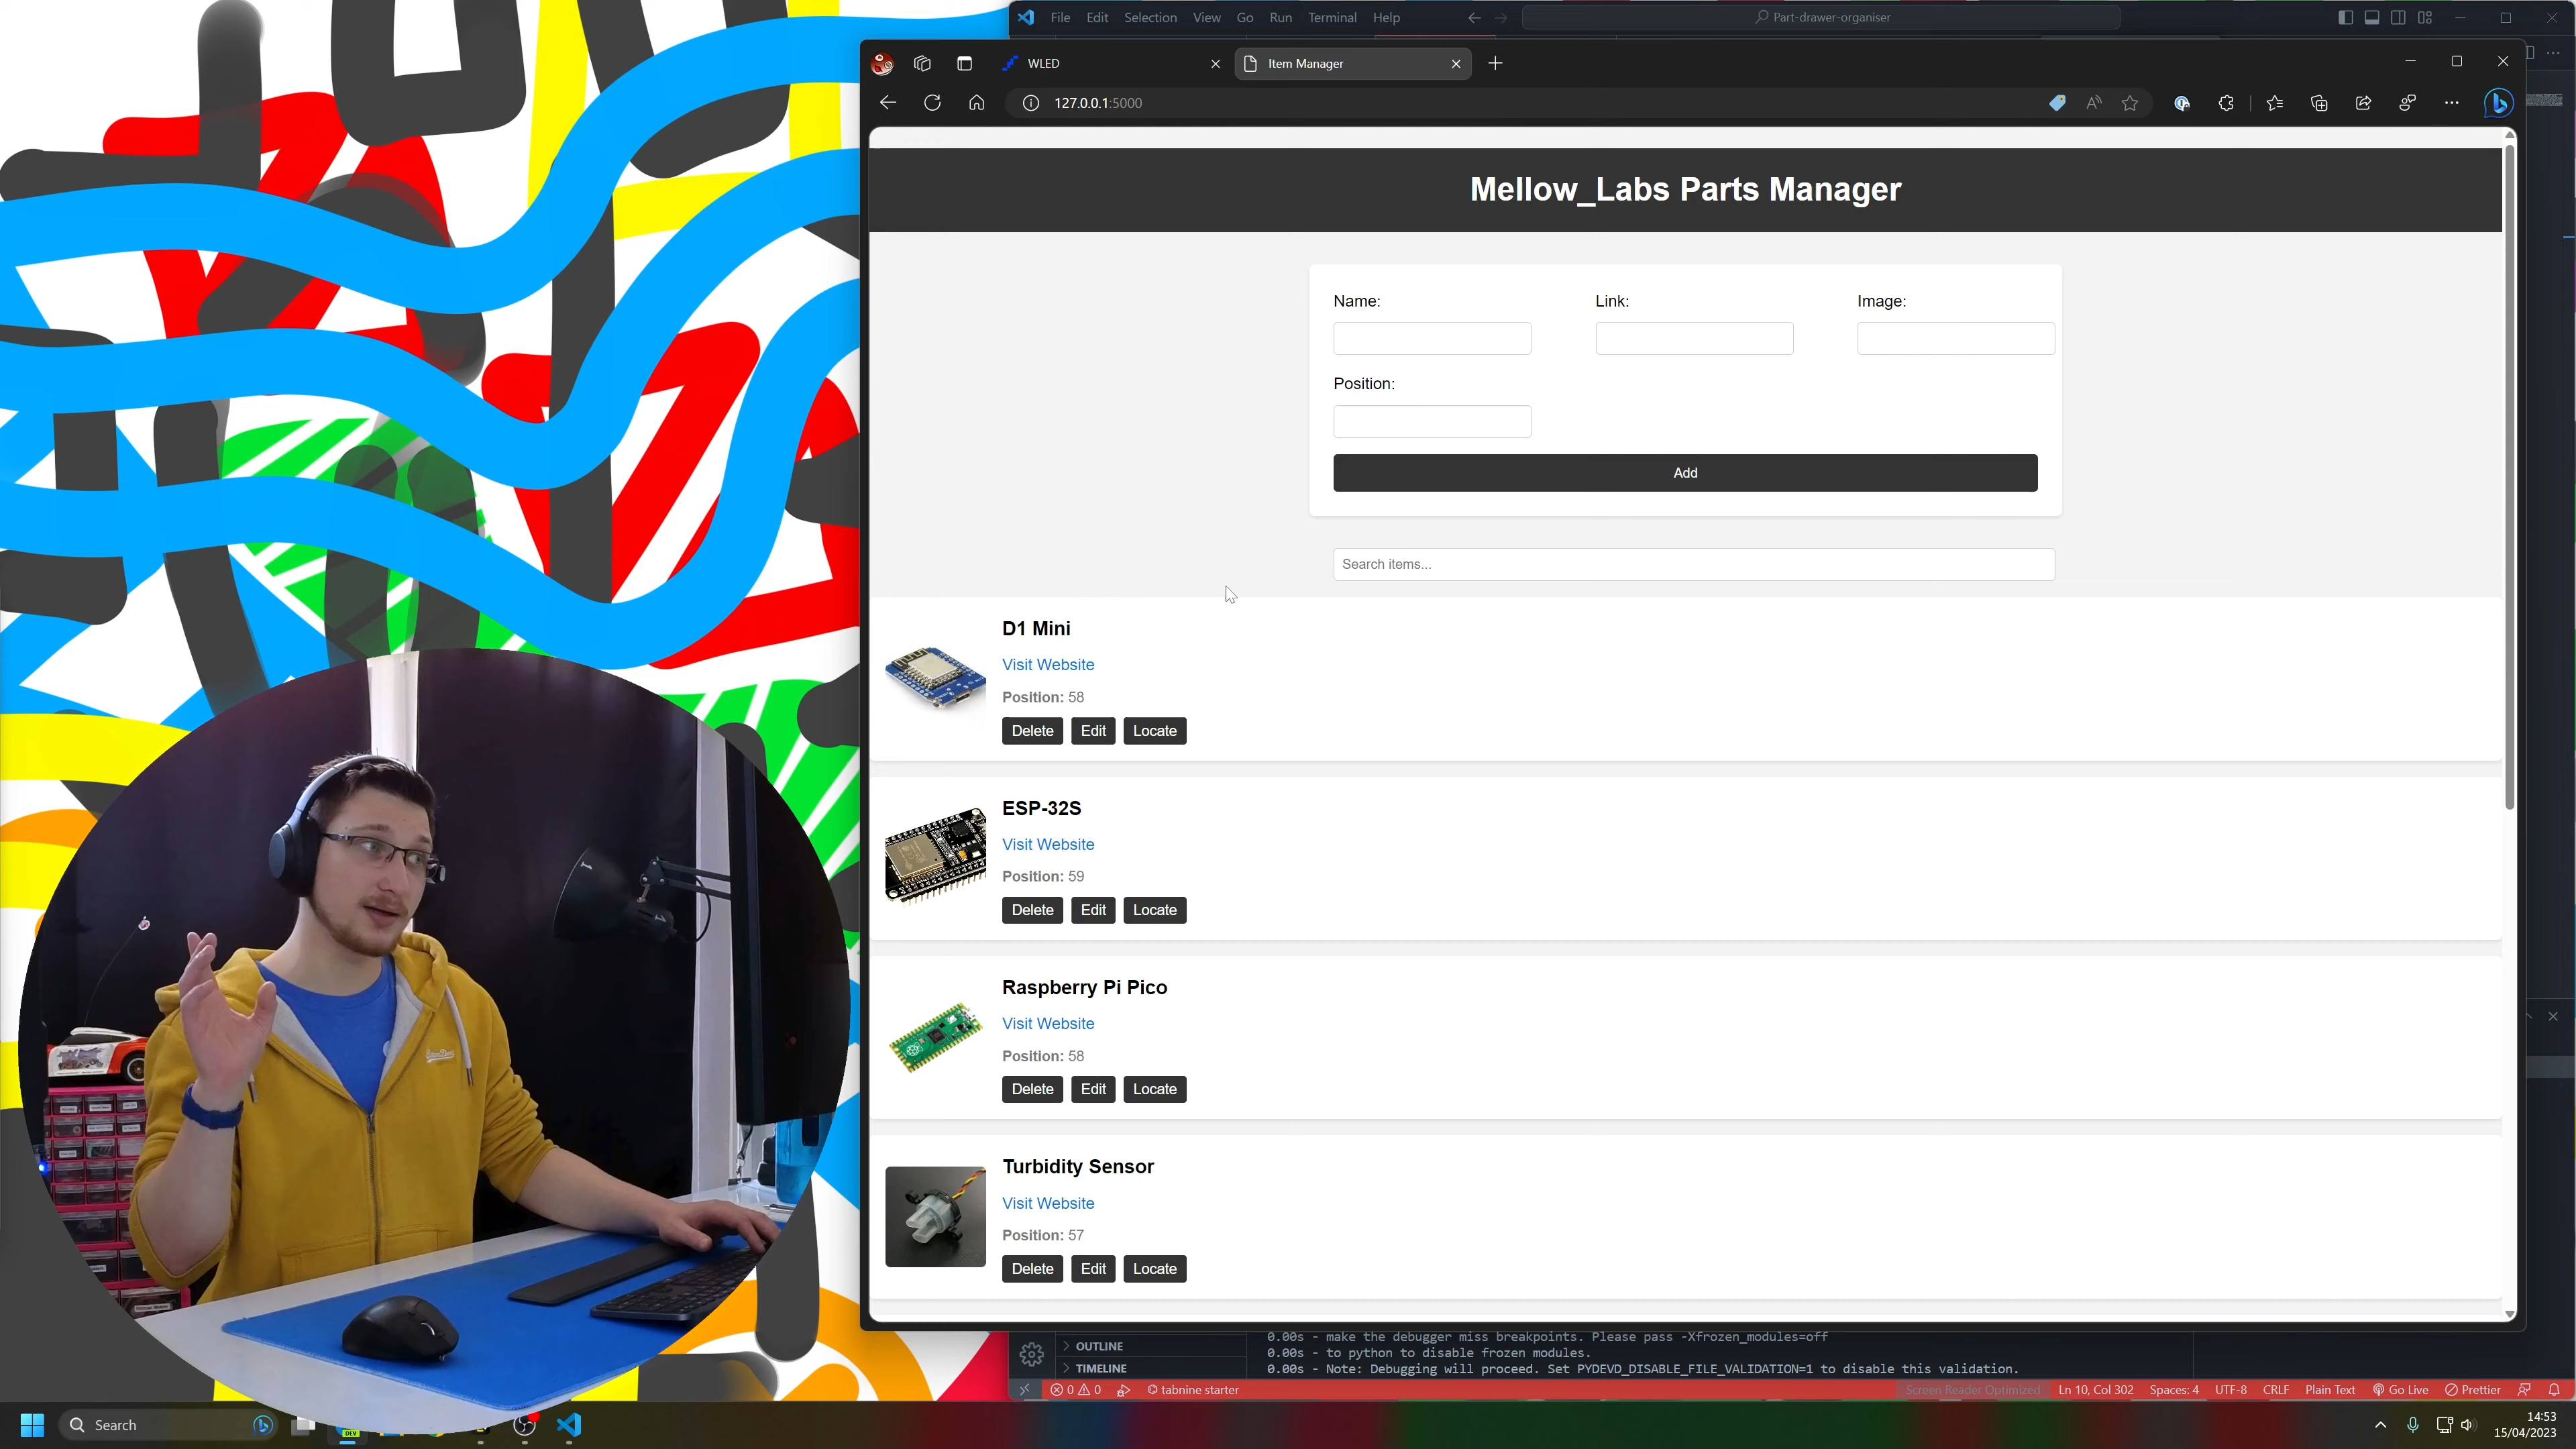 File Edit Selection View Go Run Terminal Help
Part-drawer-organiser
WLED
Item Manager
127.0.0.1:5000
Mellow_Labs Parts Manager
Name: Link: Image:
Position:
Add
Search items...
D1 Mini
Visit Website
Position: 58
Delete Edit Locate
ESP-32S
Visit Website
Position: 59
Delete Edit Locate
Raspberry Pi Pico
Visit Website
Position: 58
Delete Edit Locate
Turbidity Sensor
Visit Website
Position: 57
Delete Edit Locate
OUTLINE
TIMELINE
0.00s - make the debugger miss breakpoints. Please pass -Xfrozen_modules=off
0.00s - to python to disable frozen modules.
0.00s - Note: Debugging will proceed. Set PYDEVD_DISABLE_FILE_VALIDATION=1 to disable this validation.
0 0 tabnine starter
Screen Reader Optimized Ln 10, Col 302 Spaces: 4 UTF-8 CRLF Plain Text Go Live Prettier
Search
DEV
14:53
15/04/2023